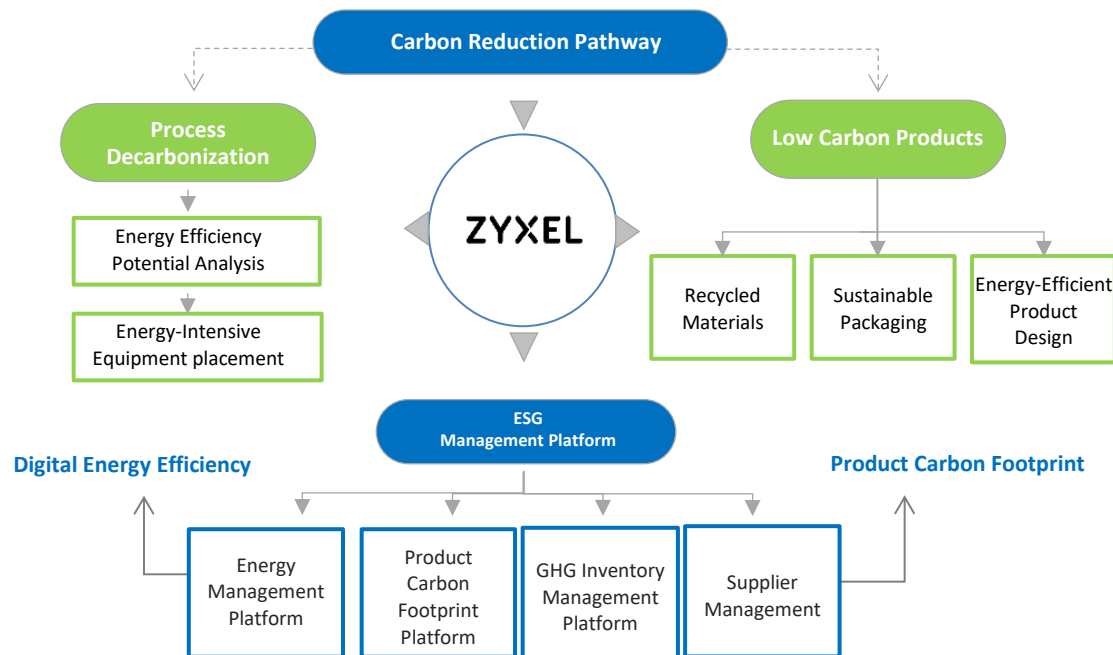 Carbon Reduction Pathway
Process
Decarbonization
Low Carbon Products
Energy Efficiency
Potential Analysis
Energy-Intensive
Equipment placement
ZYXEL
Recycled
Materials
Sustainable
Packaging
Energy-Efficient
Product
Design
ESG
Management Platform
Digital Energy Efficiency
Product Carbon Footprint
Energy
Management
Platform
Product
Carbon
Footprint
Platform
GHG Inventory
Management
Platform
Supplier
Management